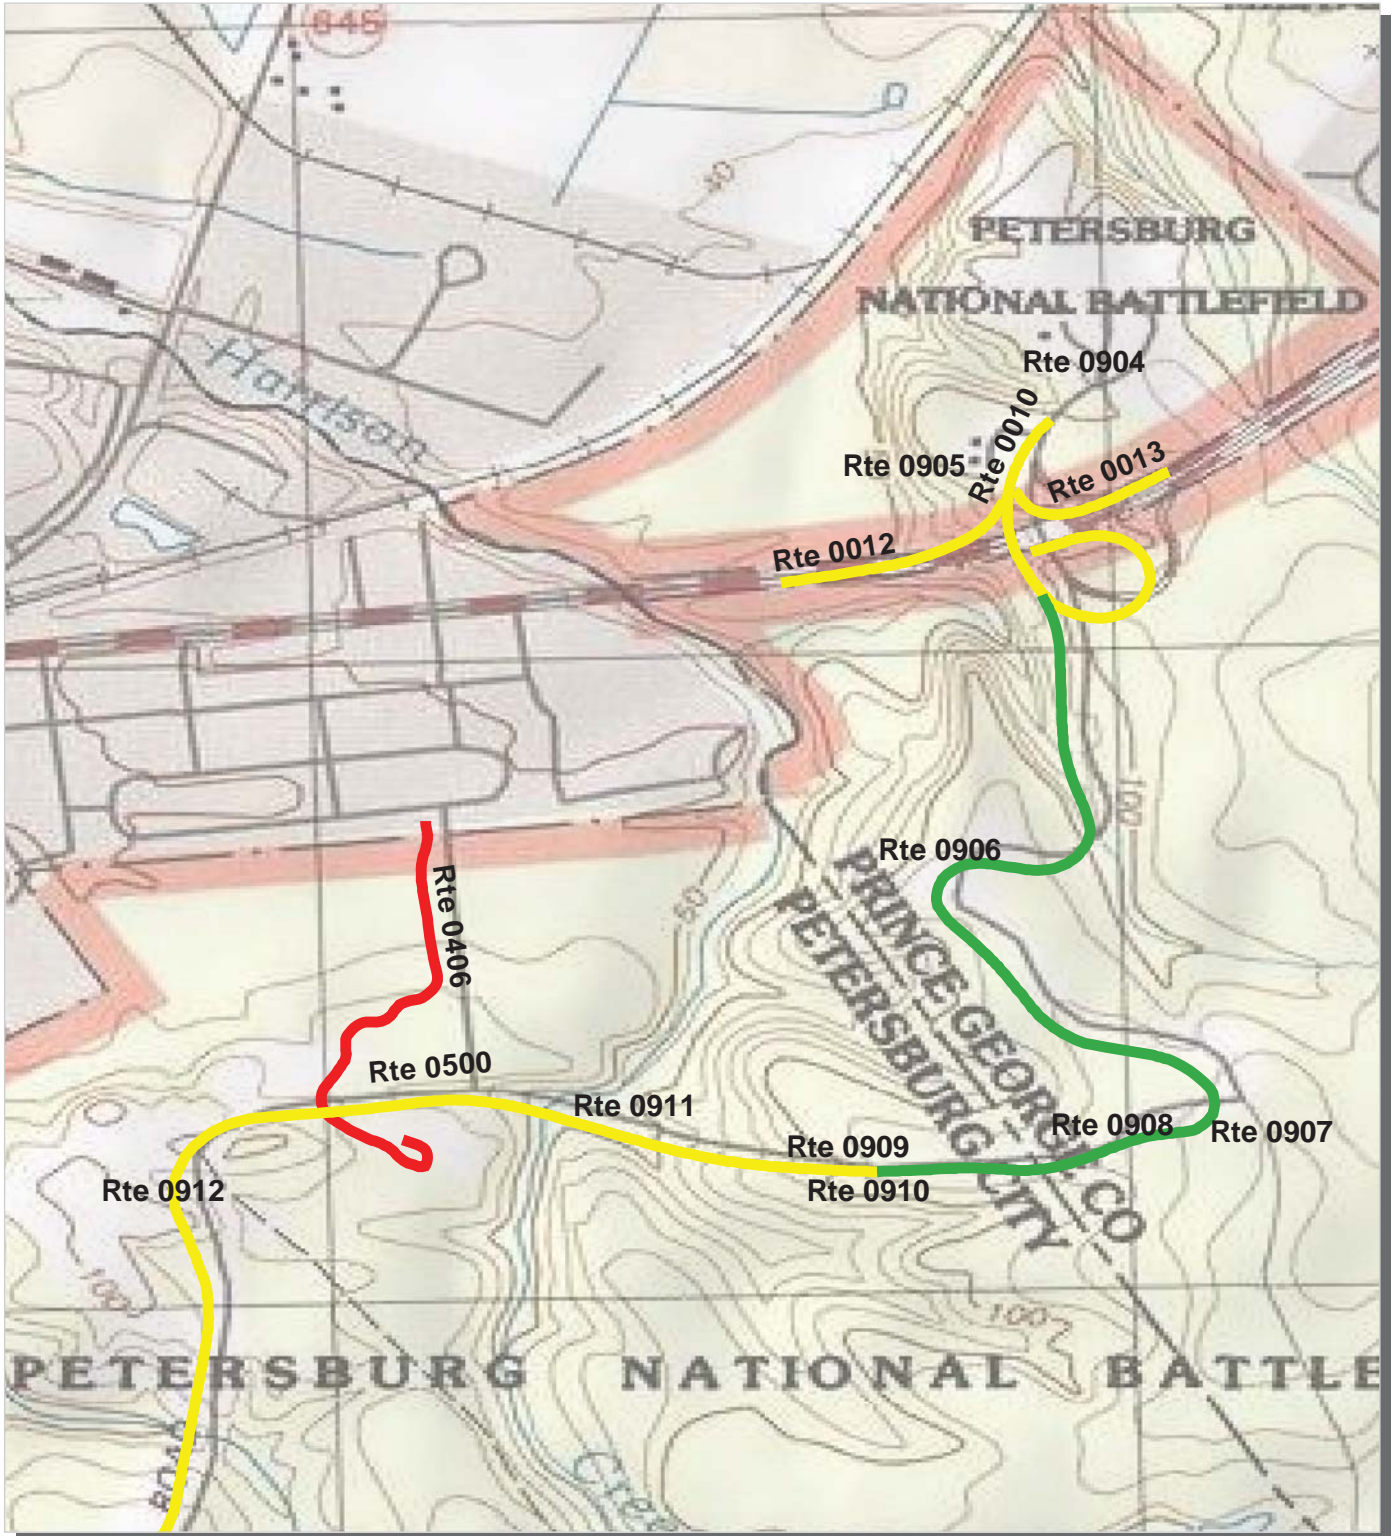 645
40
PETERSBURG
NATIONAL BATTLEFIELD
Harrison
Rte 0904
Rte 0010
Rte 0905
Rte 0013
Rte 0012
Rte 0906
PRINCE GEORGE CO
PETERSBURG CITY
50
Rte 0406
Rte 0500
Rte 0911
Rte 0909
Rte 0908
Rte 0907
Rte 0912
Rte 0910
100
100
PETERSBURG NATIONAL BATTLE